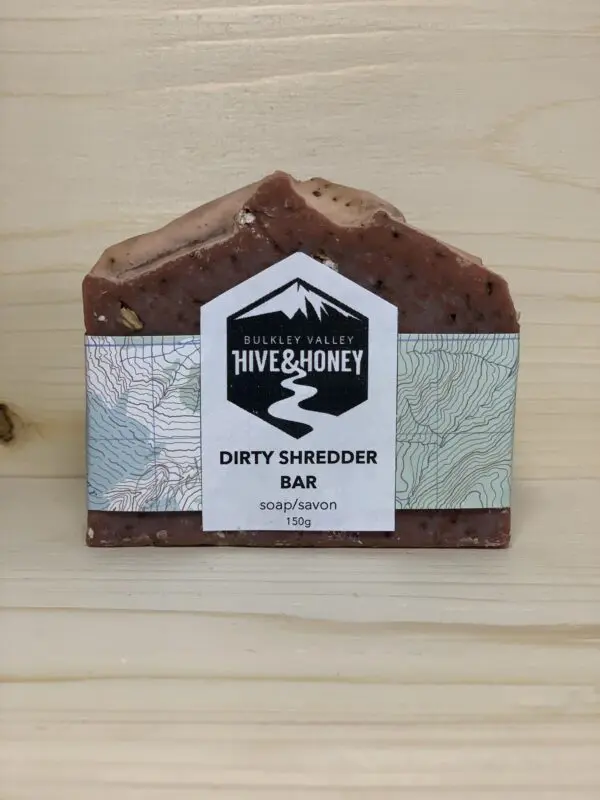 BULKLEY VALLEY
HIVE&HONEY
DIRTY SHREDDER
BAR
soap/savon
150g